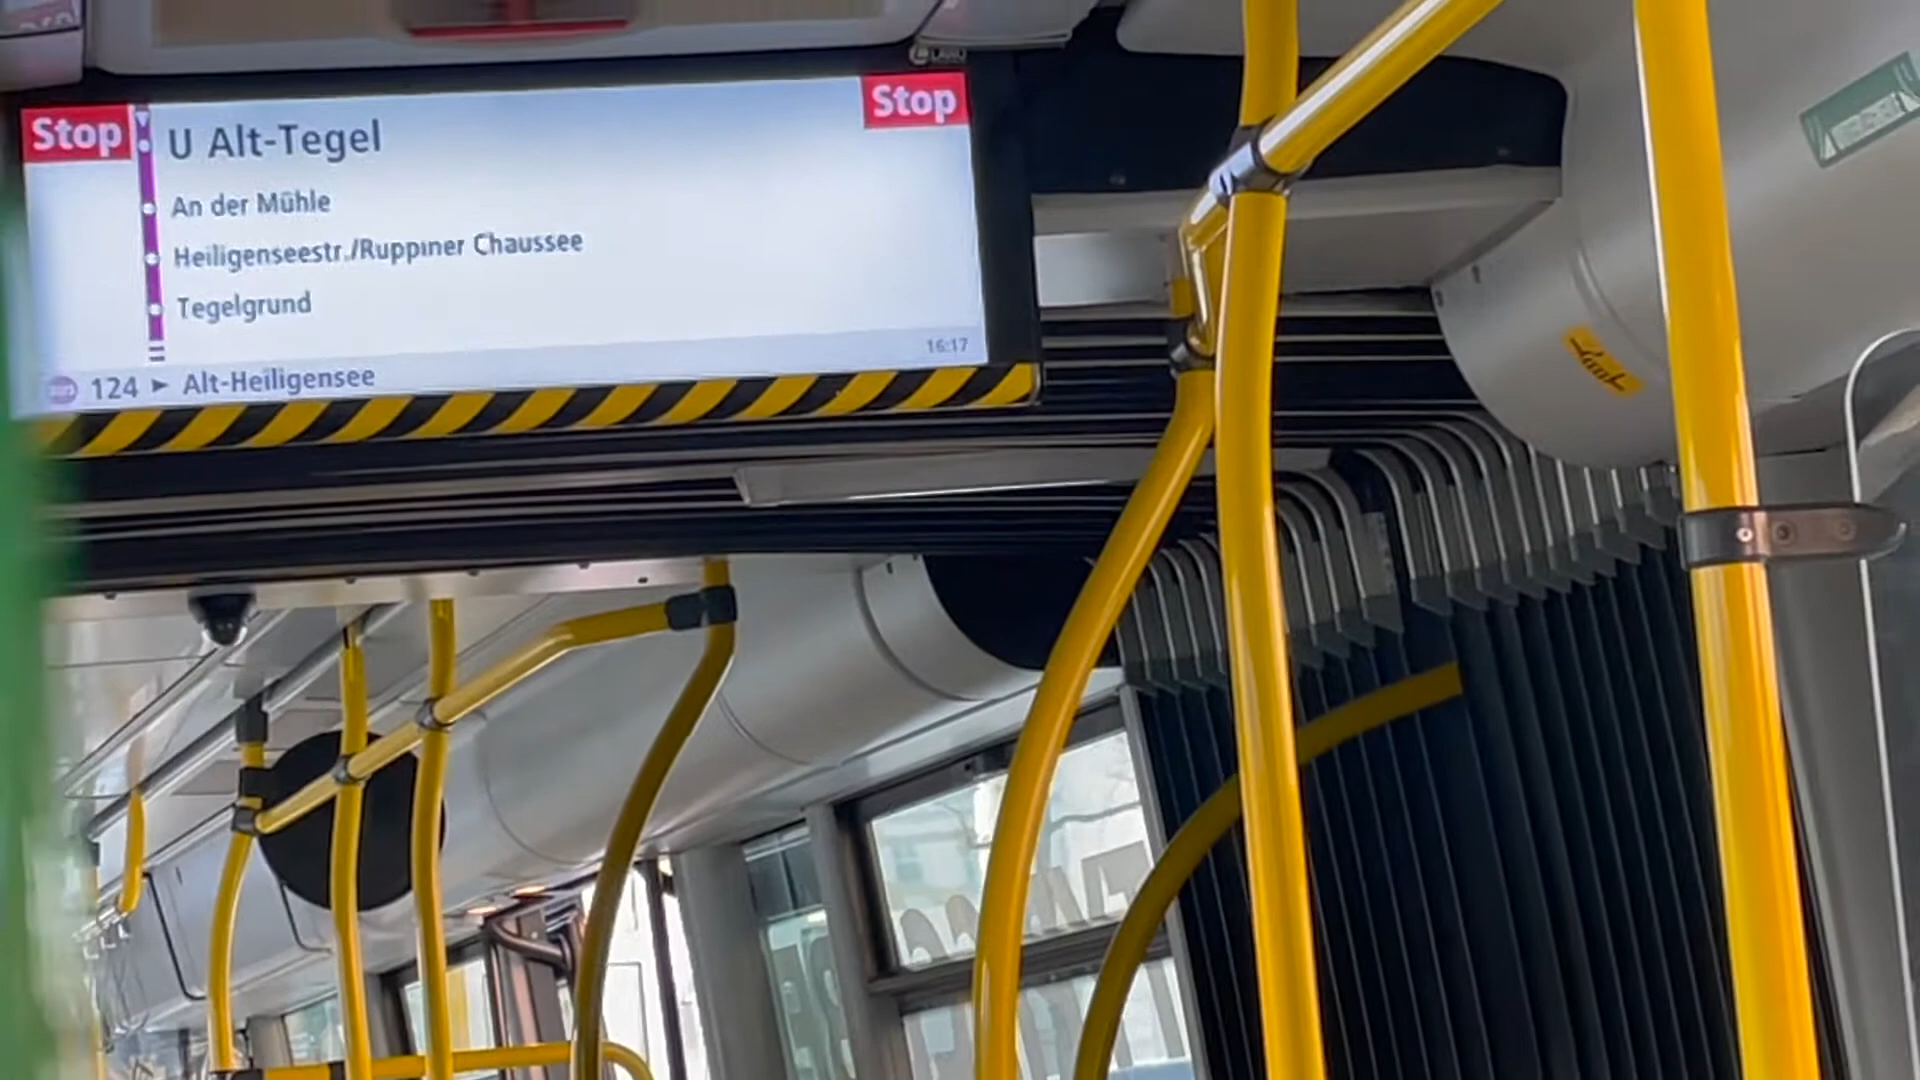 Stop
U Alt-Tegel
Stop
An der Mühle
Heiligenseestr./Ruppiner Chaussee
Tegelgrund
16:17
124 ► Alt-Heiligensee